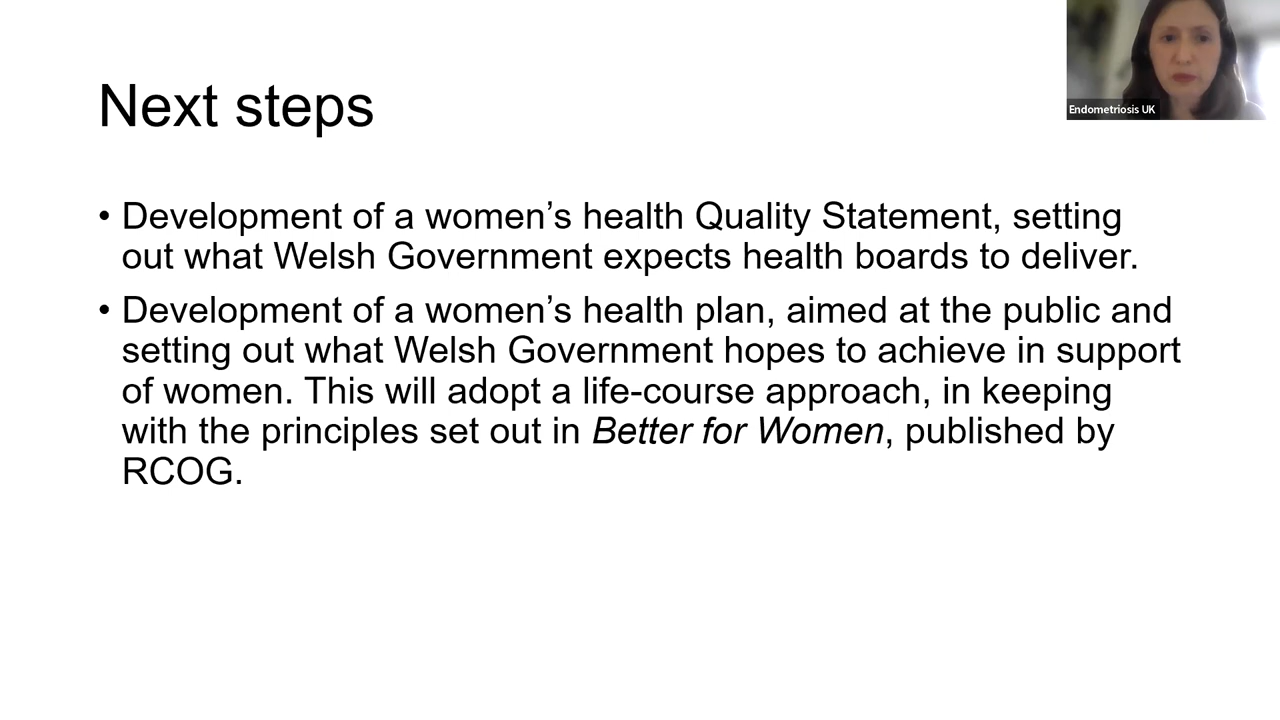 Endometriosis UK
Next steps
• Development of a women’s health Quality Statement, setting
out what Welsh Government expects health boards to deliver.
• Development of a women’s health plan, aimed at the public and
setting out what Welsh Government hopes to achieve in support
of women. This will adopt a life-course approach, in keeping
with the principles set out in Better for Women, published by
RCOG.